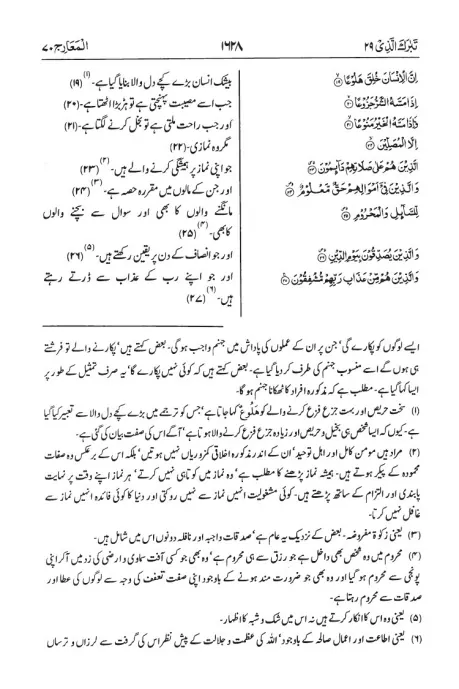 تبٰرك الذى ٢٩
١٦٢٨
المعارج ٧٠
اِنَّ الْاِنْسَانَ خُلِقَ هَلُوْعًا ۙ﴿١٩﴾
اِذَا مَسَّهُ الشَّرُّ جَزُوْعًا ۙ﴿٢٠﴾
وَّاِذَا مَسَّهُ الْخَيْرُ مَنُوْعًا ۙ﴿٢١﴾
اِلَّا الْمُصَلِّيْنَ ۙ﴿٢٢﴾
الَّذِيْنَ هُمْ عَلٰى صَلَاتِهِمْ دَآىِٕمُوْنَ ۙ﴿٢٣﴾
وَالَّذِيْنَ فِيْٓ اَمْوَالِهِمْ حَقٌّ مَّعْلُوْمٌ ۙ﴿٢٤﴾
لِّلسَّآىِٕلِ وَالْمَحْرُوْمِ ۙ﴿٢٥﴾
وَالَّذِيْنَ يُصَدِّقُوْنَ بِيَوْمِ الدِّيْنِ ۙ﴿٢٦﴾
وَالَّذِيْنَ هُمْ مِّنْ عَذَابِ رَبِّهِمْ مُّشْفِقُوْنَ ۚ﴿٢٧﴾
بیشک انسان بڑے کچے دل والا بنایا گیا ہے۔ (۱) (۱۹)
جب اسے مصیبت پہنچتی ہے تو ہڑبڑا اٹھتا ہے۔ (۲۰)
اور جب راحت ملتی ہے تو بخل کرنے لگتا ہے۔ (۲۱)
مگر وہ نمازی۔ (۲۲)
جو اپنی نماز پر ہمیشگی کرنے والے ہیں۔ (۲) (۲۳)
اور جن کے مالوں میں مقررہ حصہ ہے۔ (۳) (۲۴)
مانگنے والوں کا بھی اور سوال سے بچنے والوں
کا بھی۔ (۴) (۲۵)
اور جو انصاف کے دن پر یقین رکھتے ہیں۔ (۵) (۲۶)
اور جو اپنے رب کے عذاب سے ڈرتے رہتے
ہیں۔ (۶) (۲۷)
ایسے لوگوں کو پکارے گی' جن پر ان کے عملوں کی پاداش میں جہنم واجب ہو گی۔ بعض کہتے ہیں' پکارنے والے تو فرشتے
ہی ہوں گے اسے منسوب جہنم کی طرف کر دیا گیا ہے۔ بعض کہتے ہیں کہ کوئی نہیں پکارے گا' یہ صرف تمثیل کے طور پر
ایسا کہا گیا ہے۔ مطلب ہے کہ مذکورہ افراد کا ٹھکانا جہنم ہو گا۔
(۱) سخت حریص اور بہت جزع فزع کرنے والے کو ھَلُوْعٌ کہا جاتا ہے' جس کو ترجمے میں بڑے کچے دل والا سے تعبیر کیا گیا
ہے۔ کیوں کہ ایسا شخص ہی بخیل و حریص اور زیادہ جزع فزع کرنے والا ہوتا ہے' آگے اس کی صفت بیان کی گئی ہے۔
(۲) مراد ہیں مومن کامل اور اہل توحید' ان کے اندر مذکورہ اخلاقی کمزوریاں نہیں ہوتیں' بلکہ اس کے برعکس وہ صفات
محمودہ کے پیکر ہوتے ہیں۔ ہمیشہ نماز پڑھنے کا مطلب ہے' وہ نماز میں کوتاہی نہیں کرتے' ہر نماز اپنے وقت پر نہایت
پابندی اور التزام کے ساتھ پڑھتے ہیں۔ کوئی مشغولیت انہیں نماز سے نہیں روکتی اور دنیا کا کوئی فائدہ انہیں نماز سے
غافل نہیں کرتا۔
(۳) یعنی زکوٰۃ مفروضہ۔ بعض کے نزدیک یہ عام ہے' صدقات واجبہ اور نافلہ دونوں اس میں شامل ہیں۔
(۴) محروم میں وہ شخص بھی داخل ہے جو رزق سے ہی محروم ہے' وہ بھی جو کسی آفت سماوی و ارضی کی زد میں آ کر اپنی
پونجی سے محروم ہو گیا اور وہ بھی جو ضرورت مند ہونے کے باوجود اپنی صفت تعفف کی وجہ سے لوگوں کی عطا اور
صدقات سے محروم رہتا ہے۔
(۵) یعنی وہ اس کا انکار کرتے ہیں نہ اس میں شک و شبہ کا اظہار۔
(۶) یعنی اطاعت اور اعمال صالحہ کے باوجود' اللہ کی عظمت و جلالت کے پیش نظر اس کی گرفت سے لرزاں و ترساں